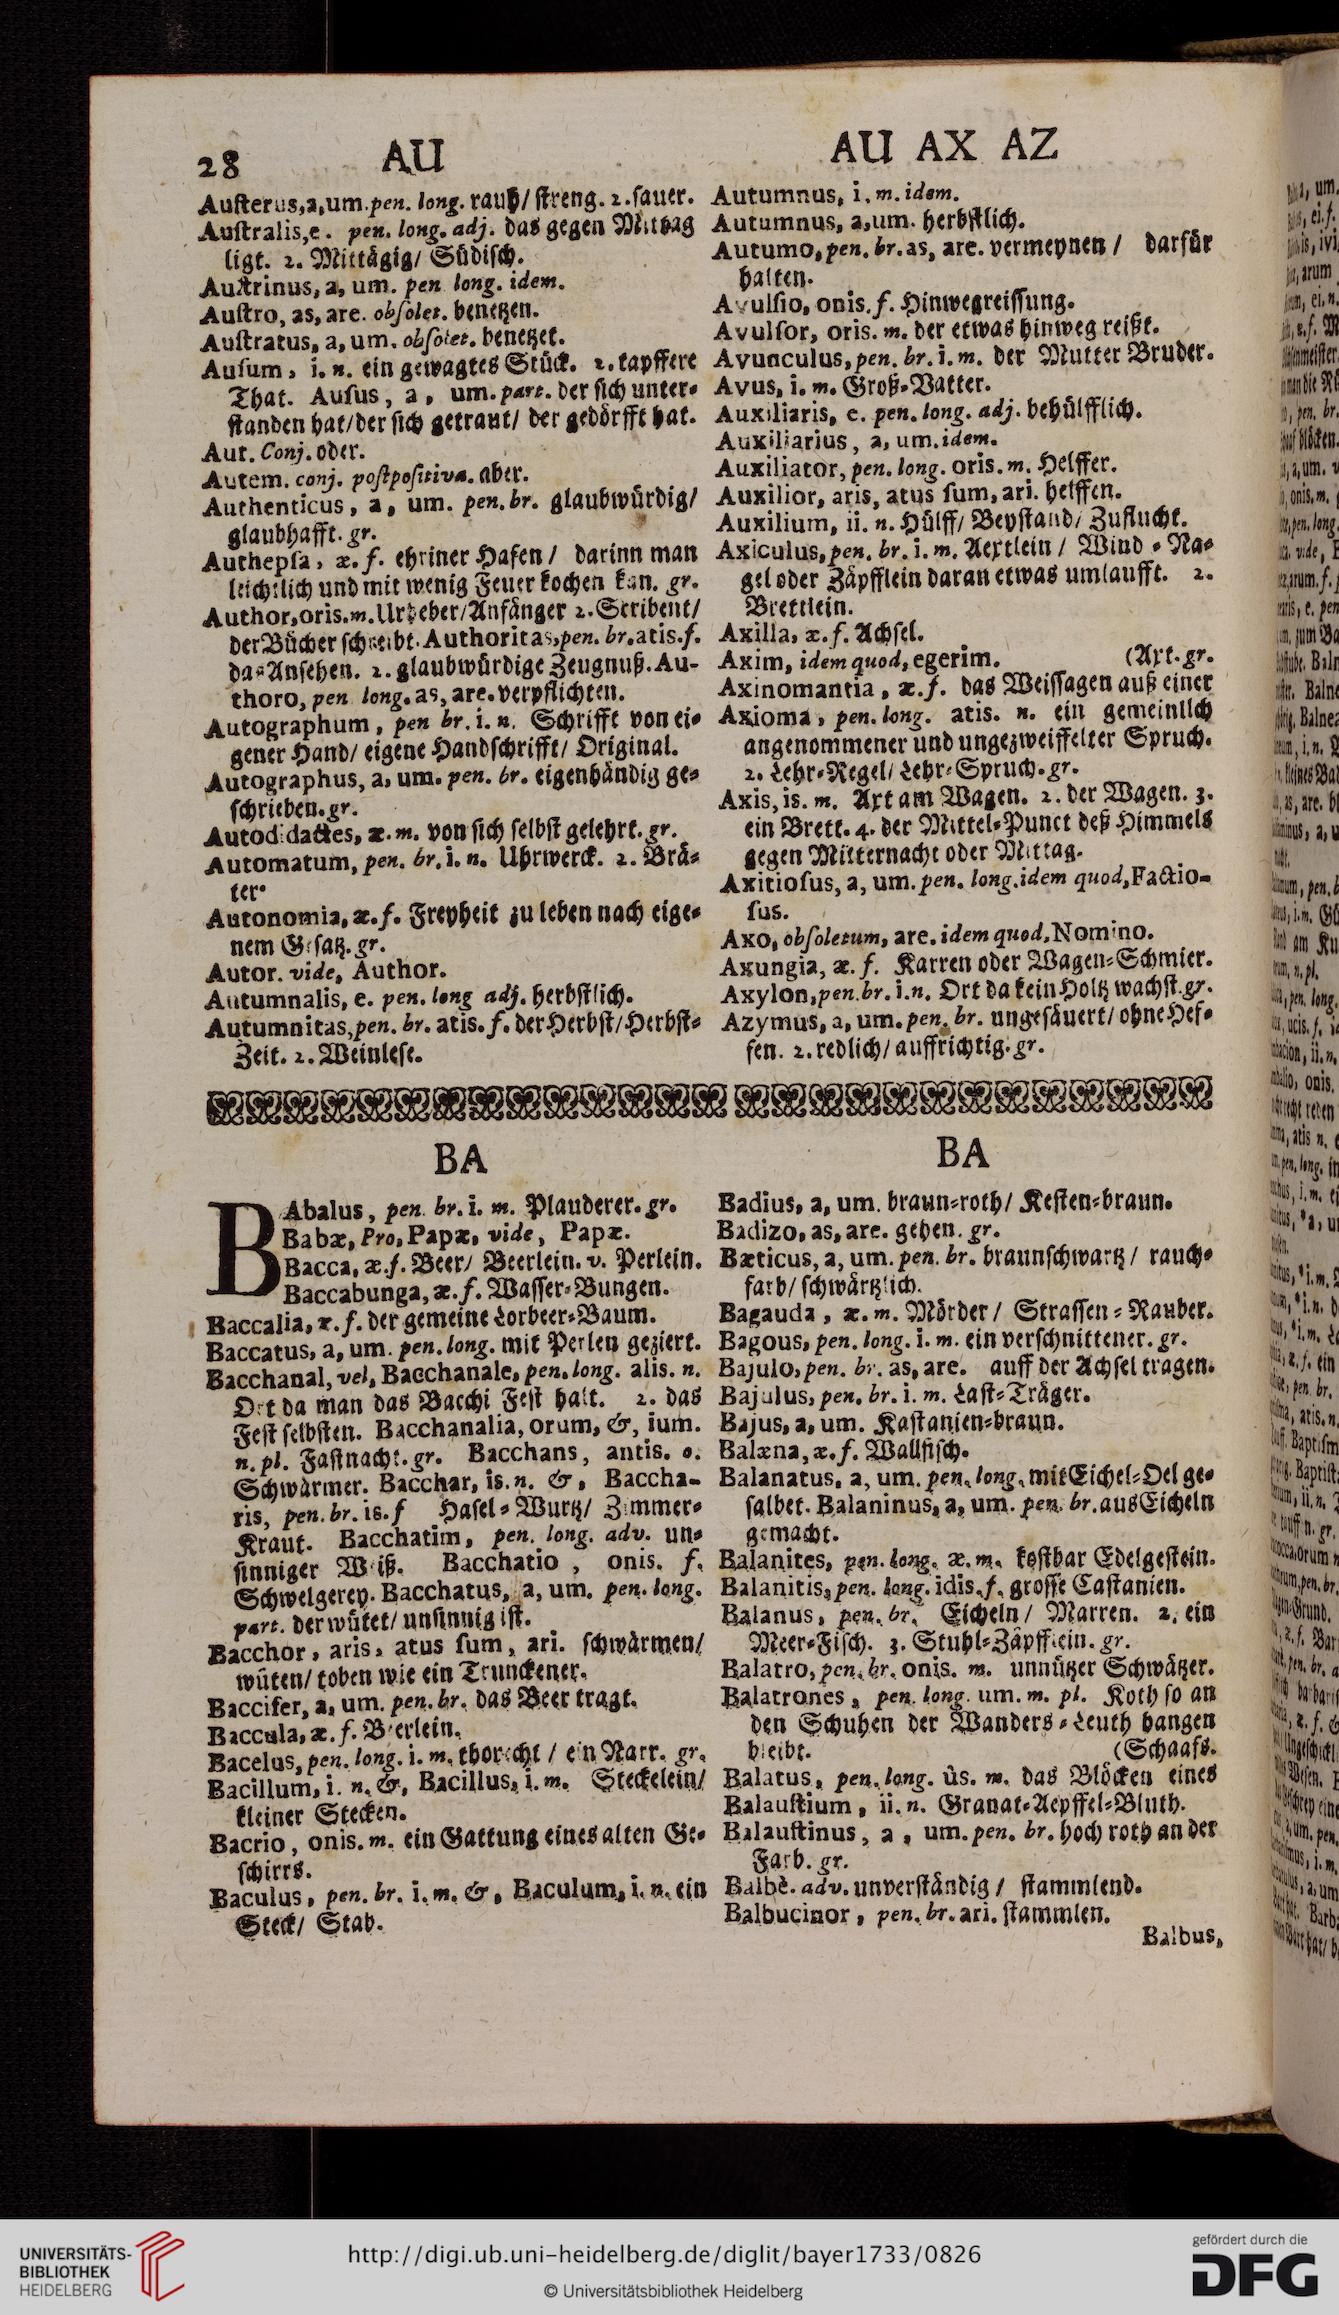 28 AU
Austerus,a,um.pen. long. rauh/ streng. 2.sauer.
Australis,e. pen. long. adj. das gegen Mittag
ligt. 2. Mittägig/ Südisch.
Austrinus, a, um. pen long. idem.
Austro, as, are. obsolet. benetzen.
Austratus, a, um. obsolet. benetzet.
Ausum, i. n. ein gewagtes Stück. 2. tapffere
That. Ausus, a, um. part. der sich unter=
standen hat/der sich getraut/ der gedörfft hat.
Aut. Conj. oder.
Autem. conj. postpositiva. aber.
Authenticus, a, um. pen. br. glaubwürdig/
glaubhafft. gr.
Authepsa, æ. f. ehriner Hafen / darinn man
leichtlich und mit wenig Feuer kochen kan. gr.
Author,oris.m.Urheber/Anfänger 2.Scribent/
der Bücher schreibt. Authoritas,pen. br.atis.f.
das Ansehen. 2. glaubwürdige Zeugnuß. Au-
thoro, pen long. as, are. verpflichten.
Autographum, pen br. i. n. Schrifft von ei=
gener Hand/ eigene Handschrifft/ Original.
Autographus, a, um. pen. br. eigenhändig ge=
schrieben. gr.
Autodidactes, æ. m. von sich selbst gelehrt. gr.
Automatum, pen. br. i. n. Uhrwerck. 2. Brä=
ter.
Autonomia, æ. f. Freyheit zu leben nach eige=
nem Gesatz. gr.
Autor. vide, Author.
Autumnalis, e. pen. long adj. herbstlich.
Autumnitas,pen. br. atis. f. der Herbst/Herbst=
Zeit. 2. Weinlese.
AU AX AZ
Autumnus, i. m. idem.
Autumnus, a,um. herbstlich.
Autumo, pen. br. as, are. vermeynen / darfür
halten.
Avulsio, onis. f. Hinwegreissung.
Avulsor, oris. m. der etwas hinweg reißt.
Avunculus, pen. br. i. m. der Mutter Bruder.
Avus, i. m. Groß=Vatter.
Auxiliaris, e. pen. long. adj. behülfflich.
Auxiliarius, a, um. idem.
Auxiliator, pen. long. oris. m. Helffer.
Auxilior, aris, atus sum, ari. helffen.
Auxilium, ii. n. Hülff/ Beystand/ Zuflucht.
Axiculus, pen. br. i. m. Aextlein / Wind = Na=
gel oder Zäpfflein daran etwas umlaufft. 2.
Brettlein.
Axilla, æ. f. Achsel.
Axim, idem quod, egerim. (Axt. gr.
Axinomantia, æ. f. das Weissagen auß einer
Axioma, pen. long. atis. n. ein gemeinlich
angenommener und ungezweiffelter Spruch.
2. Lehr=Regel/ Lehr=Spruch. gr.
Axis, is. m. Axt am Wagen. 2. der Wagen. 3.
ein Brett. 4. der Mittel=Punct deß Himmels
gegen Mitternacht oder Mittag.
Axitiosus, a, um. pen. long. idem quod, Factio-
sus.
Axo, obsoletum, are. idem quod, Nomino.
Axungia, æ. f. Karren oder Wagen=Schmier.
Axylon, pen. br. i. n. Ort da kein Holtz wachst. gr.
Azymus, a, um. pen. br. ungesäuert/ ohne Hef=
fen. 2. redlich/ auffrichtig. gr.
BA
BAbalus, pen. br. i. m. Plauderer. gr.
Babæ, Pro, Papæ, vide, Papæ.
Bacca, æ. f. Beer/ Beerlein. v. Perlein.
Baccabunga, æ. f. Wasser=Bungen.
Baccalia, æ. f. der gemeine Lorbeer=Baum.
Baccatus, a, um. pen. long. mit Perlen geziert.
Bacchanal, vel, Bacchanale, pen. long. alis. n.
Ort da man das Bacchi Fest halt. 2. das
Fest selbsten. Bacchanalia, orum, &, ium.
n. pl. Fastnacht. gr. Bacchans, antis. o.
Schwärmer. Bacchar, is. n. &, Baccha-
ris, pen. br. is. f Hasel = Wurtz/ Zimmer=
Kraut. Bacchatim, pen. long. adv. un=
sinniger Weiß. Bacchatio, onis. f.
Schwelgerey. Bacchatus, a, um. pen. long.
part. der wütet/ unsinnig ist.
Bacchor, aris, atus sum, ari. schwärmen/
wüten/ toben wie ein Trunckener.
Baccifer, a, um. pen. br. das Beer tragt.
Baccula, æ. f. Beerlein.
Bacelus, pen. long. i. m. thorecht / ein Narr. gr.
Bacillum, i. n. &, Bacillus, i. m. Steckelein/
kleiner Stecken.
Bacrio, onis. m. ein Gattung eines alten Ge=
schirrs.
Baculus, pen. br. i. m. &, Baculum, i. n. ein
Steck/ Stab.
BA
Badius, a, um. braun=roth/ Kesten=braun.
Badizo, as, are. gehen. gr.
Bæticus, a, um. pen. br. braunschwartz / rauch=
farb/ schwärtzlich.
Bagauda, æ. m. Mörder / Strassen = Rauber.
Bagous, pen. long. i. m. ein verschnittener. gr.
Bajulo, pen. br. as, are. auff der Achsel tragen.
Bajulus, pen. br. i. m. Last=Träger.
Bajus, a, um. Kastanien=braun.
Balæna, æ. f. Wallfisch.
Balanatus, a, um. pen. long. mit Eichel=Oel ge=
salbet. Balaninus, a, um. pen. br. aus Eicheln
gemacht.
Balanites, pen. long. æ. m. kostbar Edelgestein.
Balanitis, pen. long. idis. f. grosse Castanien.
Balanus, pen. br. Eicheln / Marren. 2. ein
Meer=Fisch. 3. Stuhl=Zäpfflein. gr.
Balatro, pen. br. onis. m. unnützer Schwätzer.
Balatrones, pen. long. um. m. pl. Koth so an
den Schuhen der Wanders = Leuth hangen
bleibt. (Schaafs.
Balatus, pen. long. ûs. m. das Blöcken eines
Balaustium, ii. n. Granat=Aepffel=Bluth.
Balaustinus, a, um. pen. br. hoch roth an der
Farb. gr.
Balbè. adv. unverständig / stammlend.
Balbucinor, pen. br. ari. stammlen.
Balbus,
UNIVERSITÄTS-
BIBLIOTHEK
HEIDELBERG
http://digi.ub.uni-heidelberg.de/diglit/bayer1733/0826
© Universitätsbibliothek Heidelberg
gefördert durch die
DFG